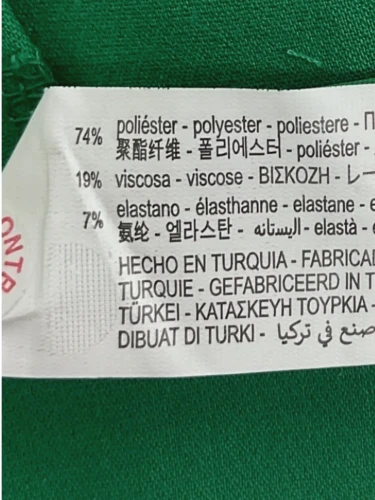 74% poliéster - polyester - poliestere -
聚酯纤维 - 폴리에스터 - poliéster -
19% viscosa - viscose - ΒΙΣΚΟΖΗ - レー
7% elastano - élasthanne - elastane -
氨纶 - 엘라스탄 - البستانه - elastà -
HECHO EN TURQUIA -
TURQUIE - GEFABRICEERD IN
TÜRKEI - ΚΑΤΑΣΚΕΥΗ ΤΟΥΡΚΙΑ -
DIBUAT DI TURKI - صنع في تركيا